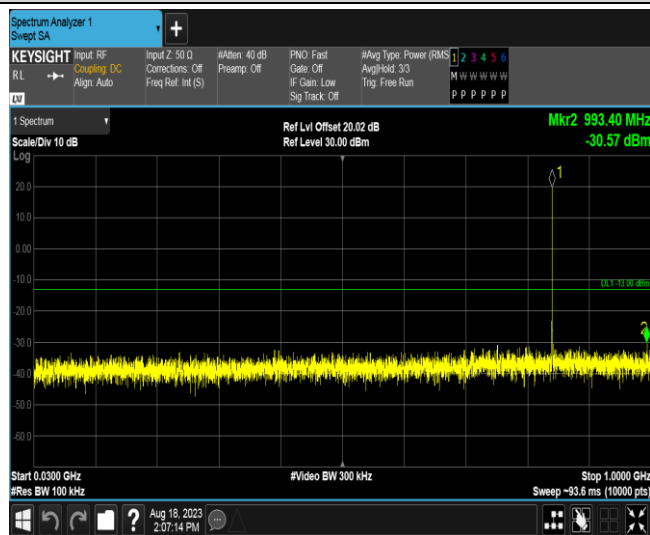 Spectrum Analyzer 1
Swept SA
KEYSIGHT
RL
LXI
Input: RF
Coupling: DC
Align: Auto
Input Z: 50 Ω
Corrections: Off
Freq Ref: Int (S)
#Atten: 40 dB
Preamp: Off
PNO: Fast
Gate: Off
IF Gain: Low
Sig Track: Off
#Avg Type: Power (RMS
Avg|Hold: 3/3
Trig: Free Run
1 2 3 4 5 6
M W W W W W
P P P P P P
1 Spectrum
Scale/Div 10 dB
Log
Ref Lvl Offset 20.02 dB
Ref Level 30.00 dBm
Mkr2 993.40 MHz
-30.57 dBm
1
20.0
10.0
0.00
-10.0
DL1 -13.00 dBm
-20.0
-30.0
2
-40.0
-50.0
-60.0
Start 0.0300 GHz
#Res BW 100 kHz
#Video BW 300 kHz
Stop 1.0000 GHz
Sweep ~93.6 ms (10000 pts)
?
Aug 18, 2023
2:07:14 PM